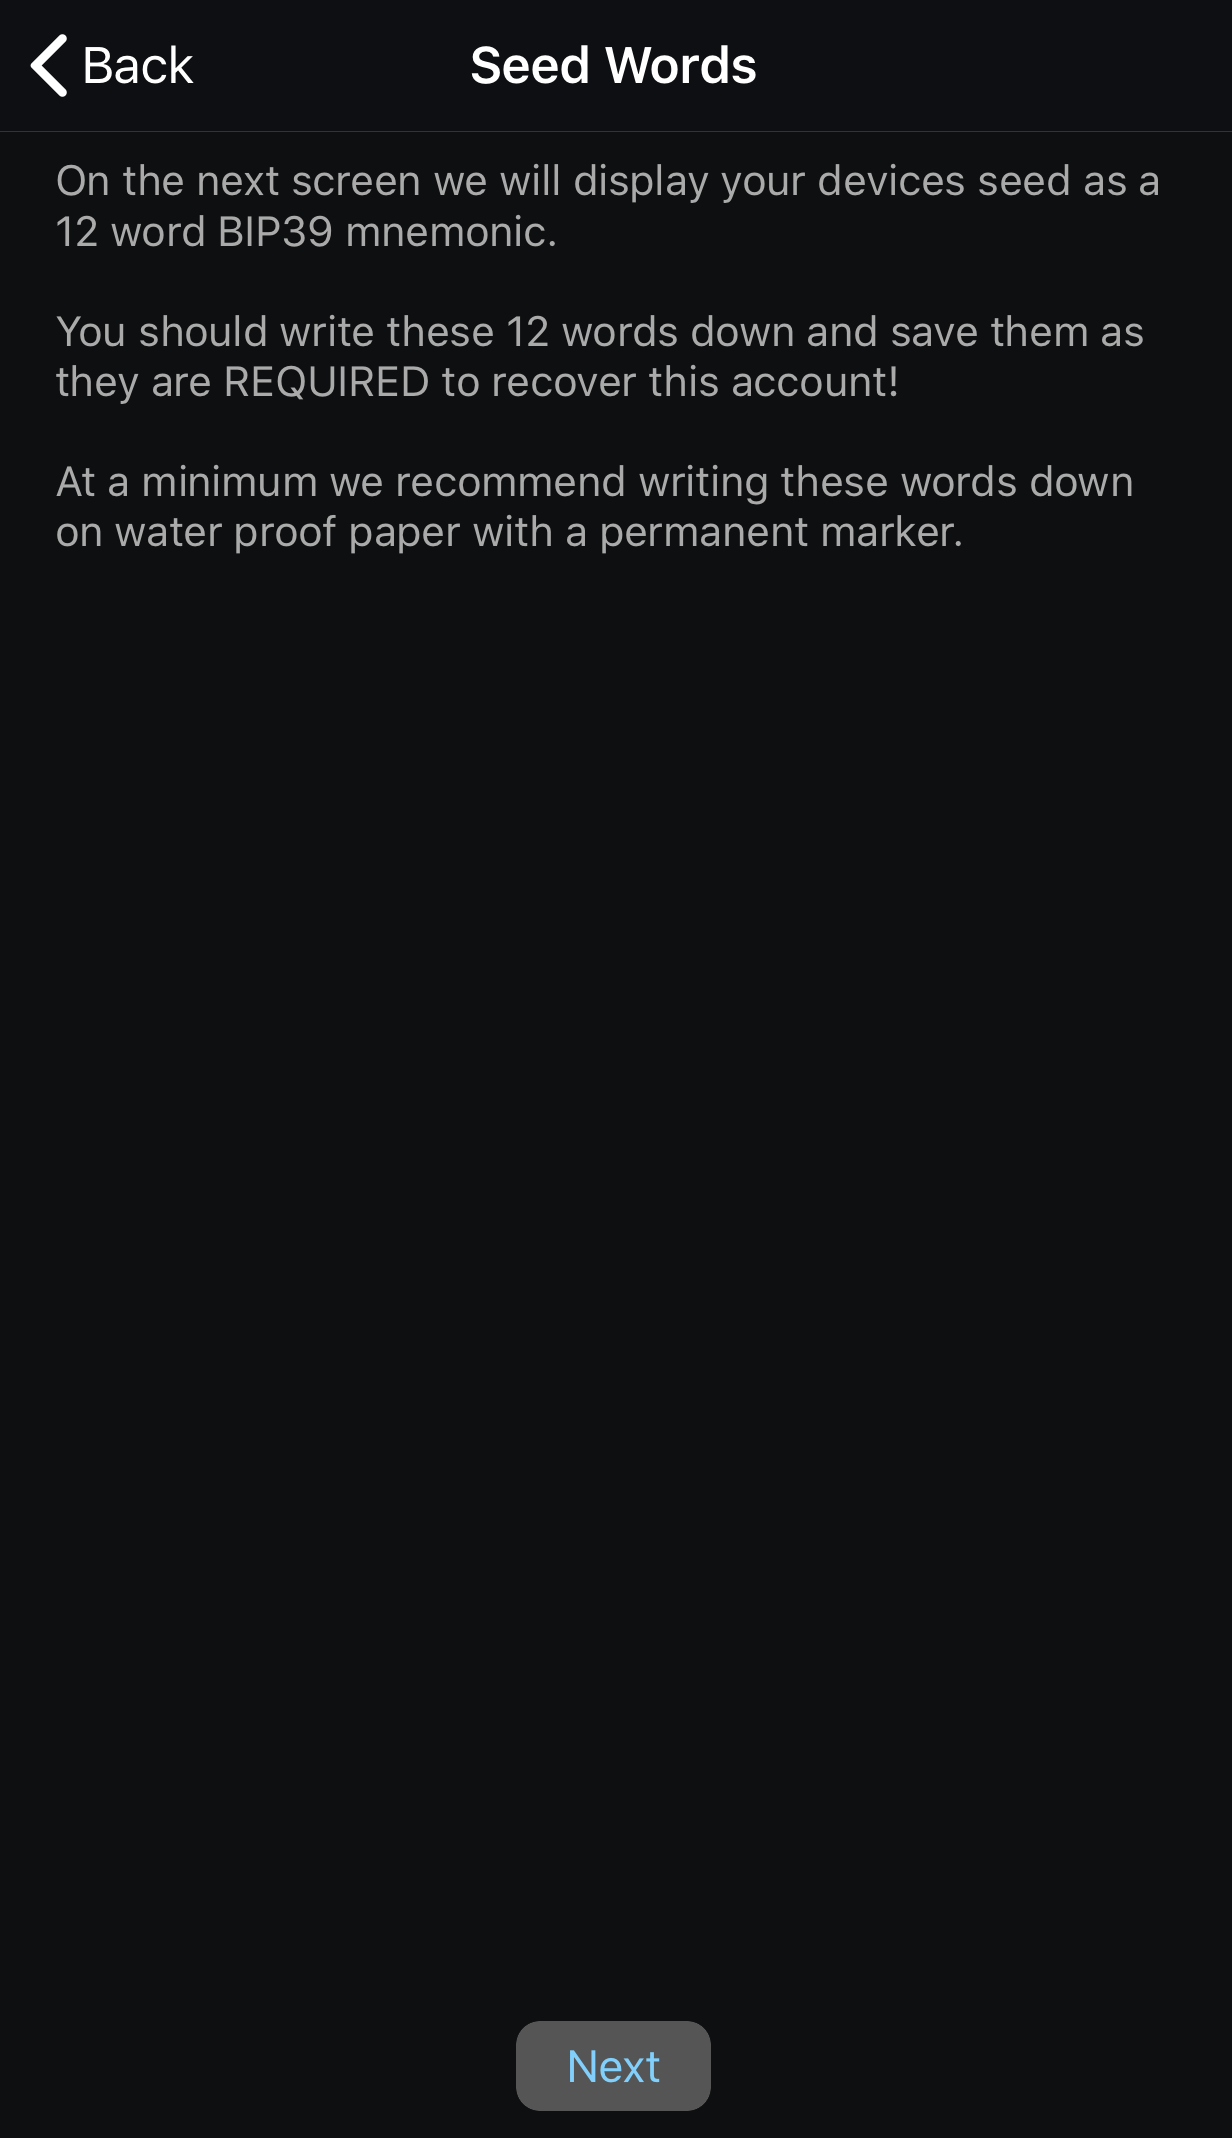 Back
Seed Words
On the next screen we will display your devices seed as a
12 word BIP39 mnemonic.
You should write these 12 words down and save them as
they are REQUIRED to recover this account!
At a minimum we recommend writing these words down
on water proof paper with a permanent marker.
Next